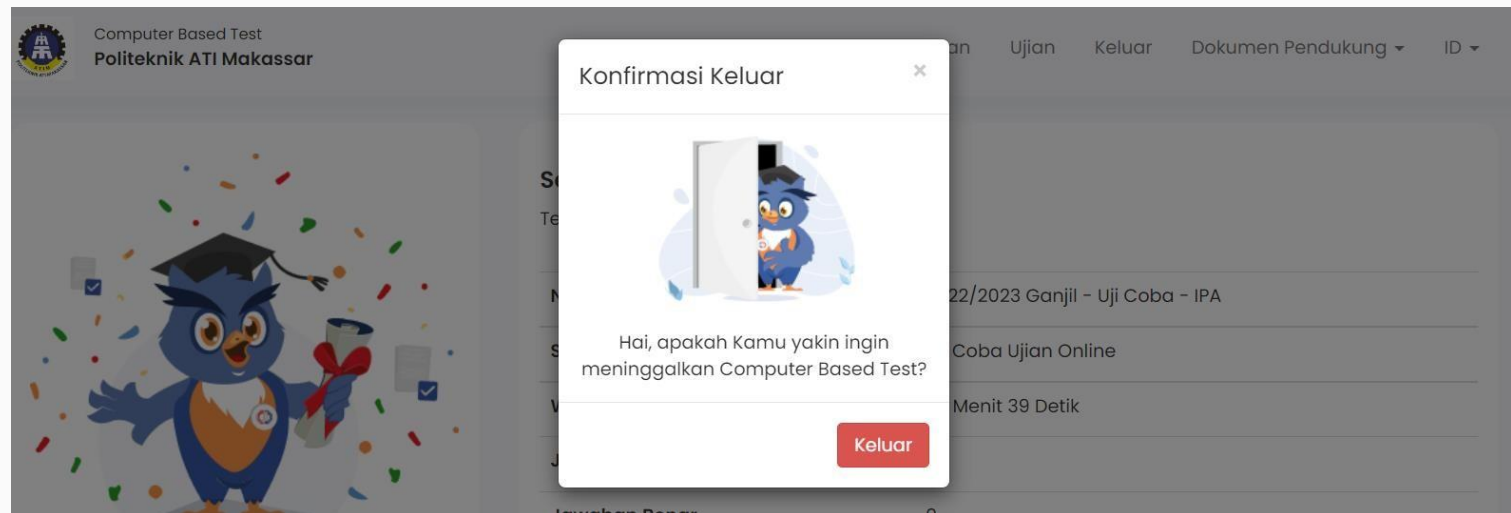 Computer Based Test
Politeknik ATI Makassar
Ujian Keluar Dokumen Pendukung ID
Konfirmasi Keluar ×
22/2023 Ganjil - Uji Coba - IPA
Coba Ujian Online
Menit 39 Detik
Hai, apakah Kamu yakin ingin
meninggalkan Computer Based Test?
Keluar